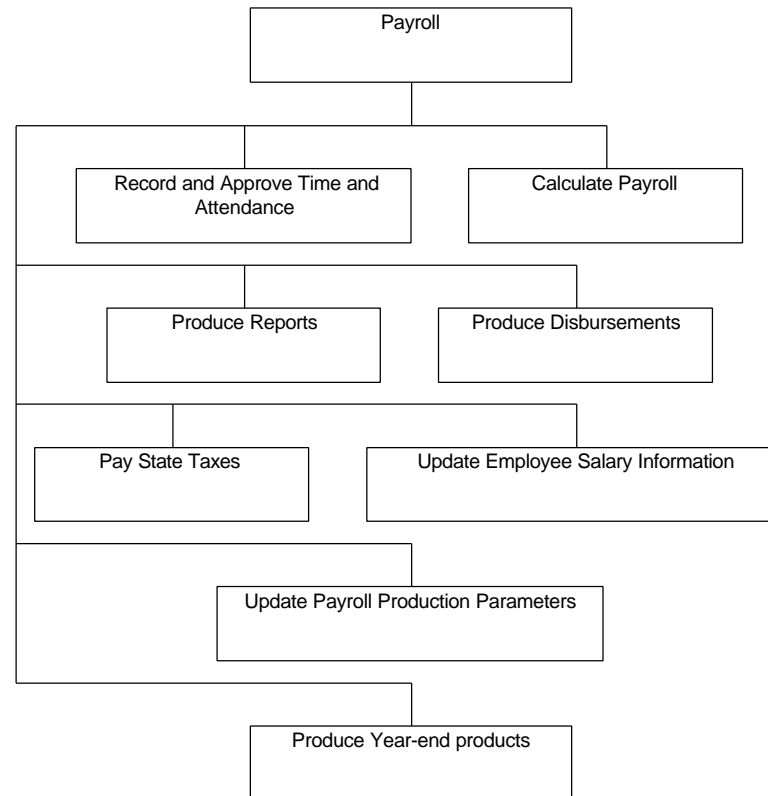 Payroll
Record and Approve Time and
Attendance
Calculate Payroll
Produce Reports
Produce Disbursements
Pay State Taxes
Update Employee Salary Information
Update Payroll Production Parameters
Produce Year-end products